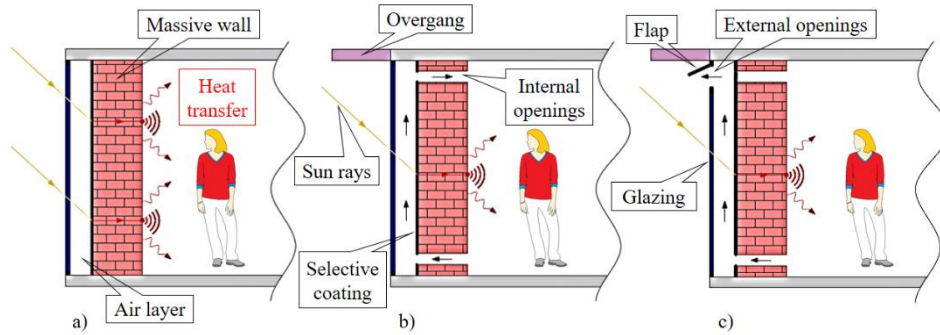 Massive wall
Heat
transfer
Air layer
a)
Overgang
Internal
openings
Sun rays
Selective
coating
b)
Flap
External openings
Glazing
c)